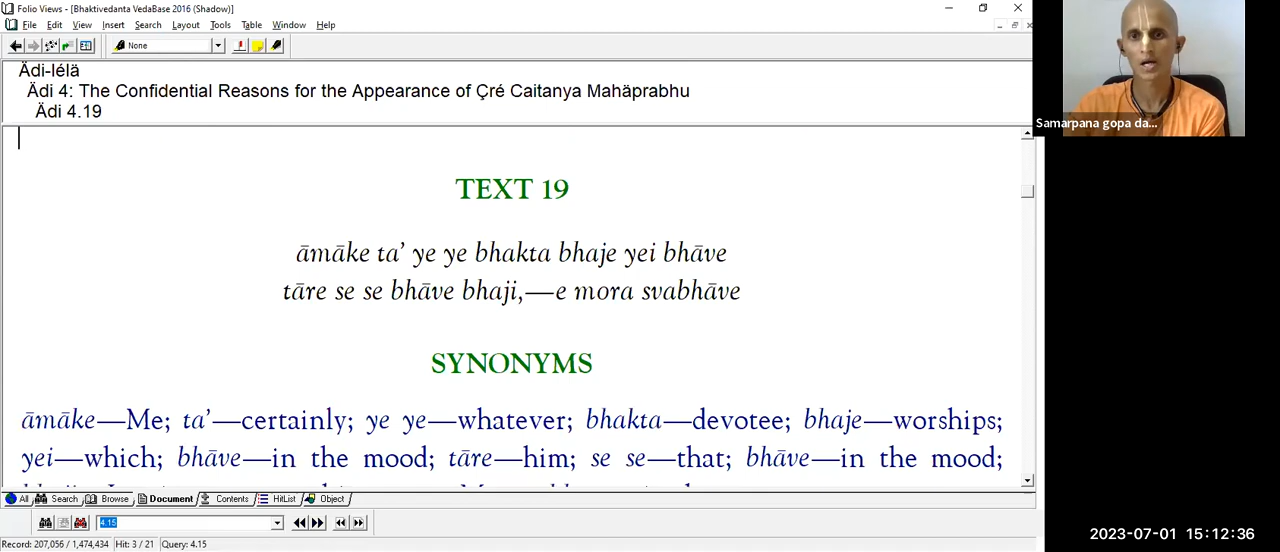 Folio Views - [Bhaktivedanta VedaBase 2016 (Shadow)]
File Edit View Insert Search Layout Tools Table Window Help
None
Ädi-lélä
Ädi 4: The Confidential Reasons for the Appearance of Çré Caitanya Mahäprabhu
Ädi 4.19
Samarpana gopa da...
TEXT 19
āmāke ta’ ye ye bhakta bhaje yei bhāve
tāre se se bhāve bhaji,—e mora svabhāve
SYNONYMS
āmāke—Me; ta’—certainly; ye ye—whatever; bhakta—devotee; bhaje—worships;
yei—which; bhāve—in the mood; tāre—him; se se—that; bhāve—in the mood;
All Search Browse Document Contents HitList Object
4.15
Record: 207,056 / 1,474,434 Hit: 3 / 21 Query: 4.15
2023-07-01 15:12:36